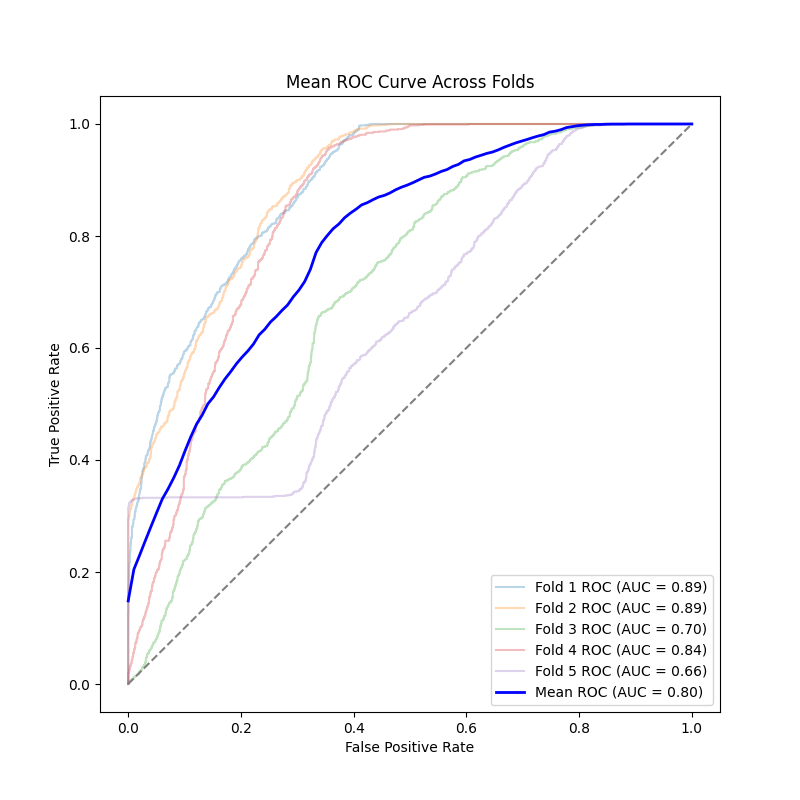 Mean ROC Curve Across Folds
True Positive Rate
1.0
0.8
0.6
0.4
0.2
0.0
Fold 1 ROC (AUC = 0.89)
Fold 2 ROC (AUC = 0.89)
Fold 3 ROC (AUC = 0.70)
Fold 4 ROC (AUC = 0.84)
Fold 5 ROC (AUC = 0.66)
Mean ROC (AUC = 0.80)
0.0 0.2 0.4 0.6 0.8 1.0
False Positive Rate